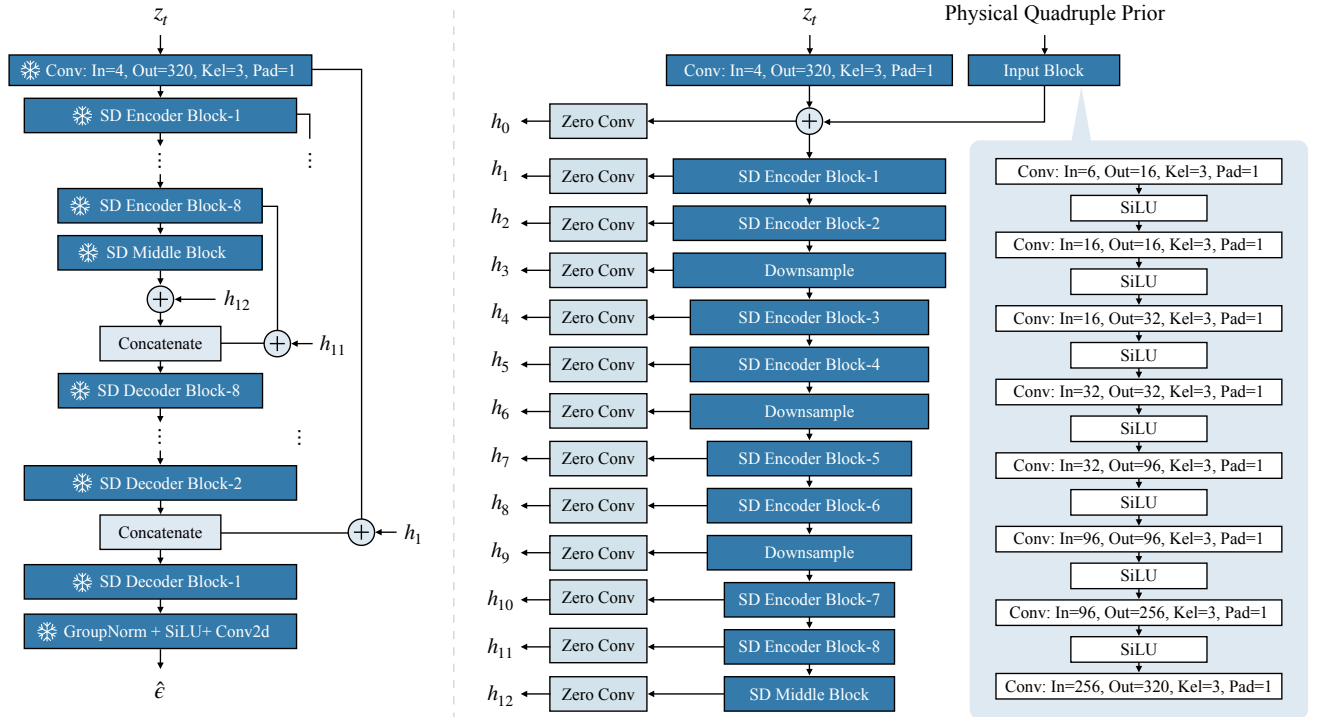 z_t
Conv: In=4, Out=320, Kel=3, Pad=1
SD Encoder Block-1
⋮
⋮
SD Encoder Block-8
SD Middle Block
+
h_12
Concatenate
+
h_11
SD Decoder Block-8
⋮
⋮
SD Decoder Block-2
Concatenate
+
h_1
SD Decoder Block-1
GroupNorm + SiLU+ Conv2d
ϵ̂
z_t
Physical Quadruple Prior
Conv: In=4, Out=320, Kel=3, Pad=1
Input Block
h_0
Zero Conv
+
h_1
Zero Conv
SD Encoder Block-1
h_2
Zero Conv
SD Encoder Block-2
h_3
Zero Conv
Downsample
h_4
Zero Conv
SD Encoder Block-3
h_5
Zero Conv
SD Encoder Block-4
h_6
Zero Conv
Downsample
h_7
Zero Conv
SD Encoder Block-5
h_8
Zero Conv
SD Encoder Block-6
h_9
Zero Conv
Downsample
h_10
Zero Conv
SD Encoder Block-7
h_11
Zero Conv
SD Encoder Block-8
h_12
Zero Conv
SD Middle Block
Conv: In=6, Out=16, Kel=3, Pad=1
SiLU
Conv: In=16, Out=16, Kel=3, Pad=1
SiLU
Conv: In=16, Out=32, Kel=3, Pad=1
SiLU
Conv: In=32, Out=32, Kel=3, Pad=1
SiLU
Conv: In=32, Out=96, Kel=3, Pad=1
SiLU
Conv: In=96, Out=96, Kel=3, Pad=1
SiLU
Conv: In=96, Out=256, Kel=3, Pad=1
SiLU
Conv: In=256, Out=320, Kel=3, Pad=1